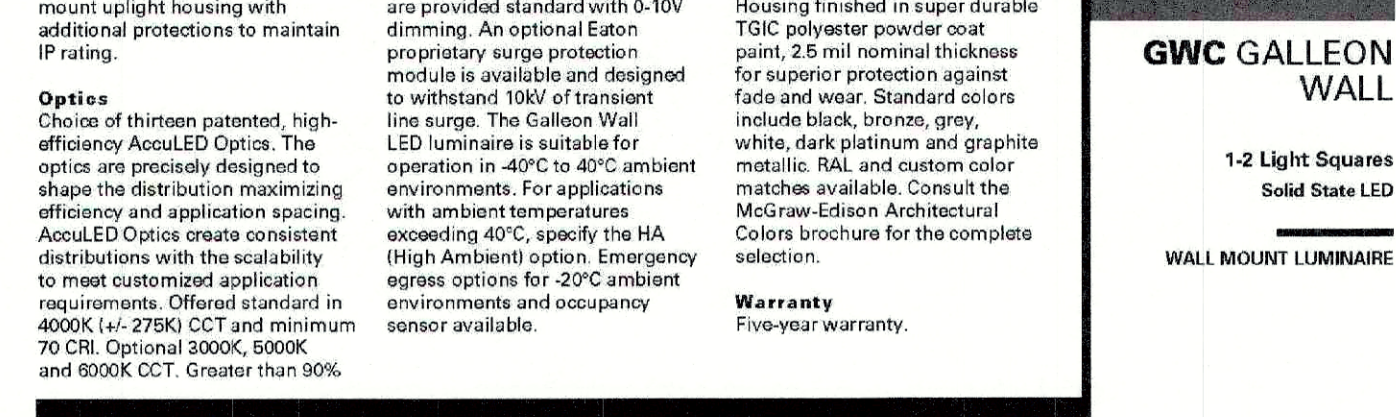 mount uplight housing with
additional protections to maintain
IP rating.
Optics
Choice of thirteen patented, high-
efficiency AccuLED Optics. The
optics are precisely designed to
shape the distribution maximizing
efficiency and application spacing.
AccuLED Optics create consistent
distributions with the scalability
to meet customized application
requirements. Offered standard in
4000K (+/- 275K) CCT and minimum
70 CRI. Optional 3000K, 5000K
and 6000K CCT. Greater than 90%
are provided standard with 0-10V
dimming. An optional Eaton
proprietary surge protection
module is available and designed
to withstand 10kV of transient
line surge. The Galleon Wall
LED luminaire is suitable for
operation in -40°C to 40°C ambient
environments. For applications
with ambient temperatures
exceeding 40°C, specify the HA
(High Ambient) option. Emergency
egress options for -20°C ambient
environments and occupancy
sensor available.
Housing finished in super durable
TGIC polyester powder coat
paint, 2.5 mil nominal thickness
for superior protection against
fade and wear. Standard colors
include black, bronze, grey,
white, dark platinum and graphite
metallic. RAL and custom color
matches available. Consult the
McGraw-Edison Architectural
Colors brochure for the complete
selection.
Warranty
Five-year warranty.
GWC GALLEON
WALL
1-2 Light Squares
Solid State LED
WALL MOUNT LUMINAIRE